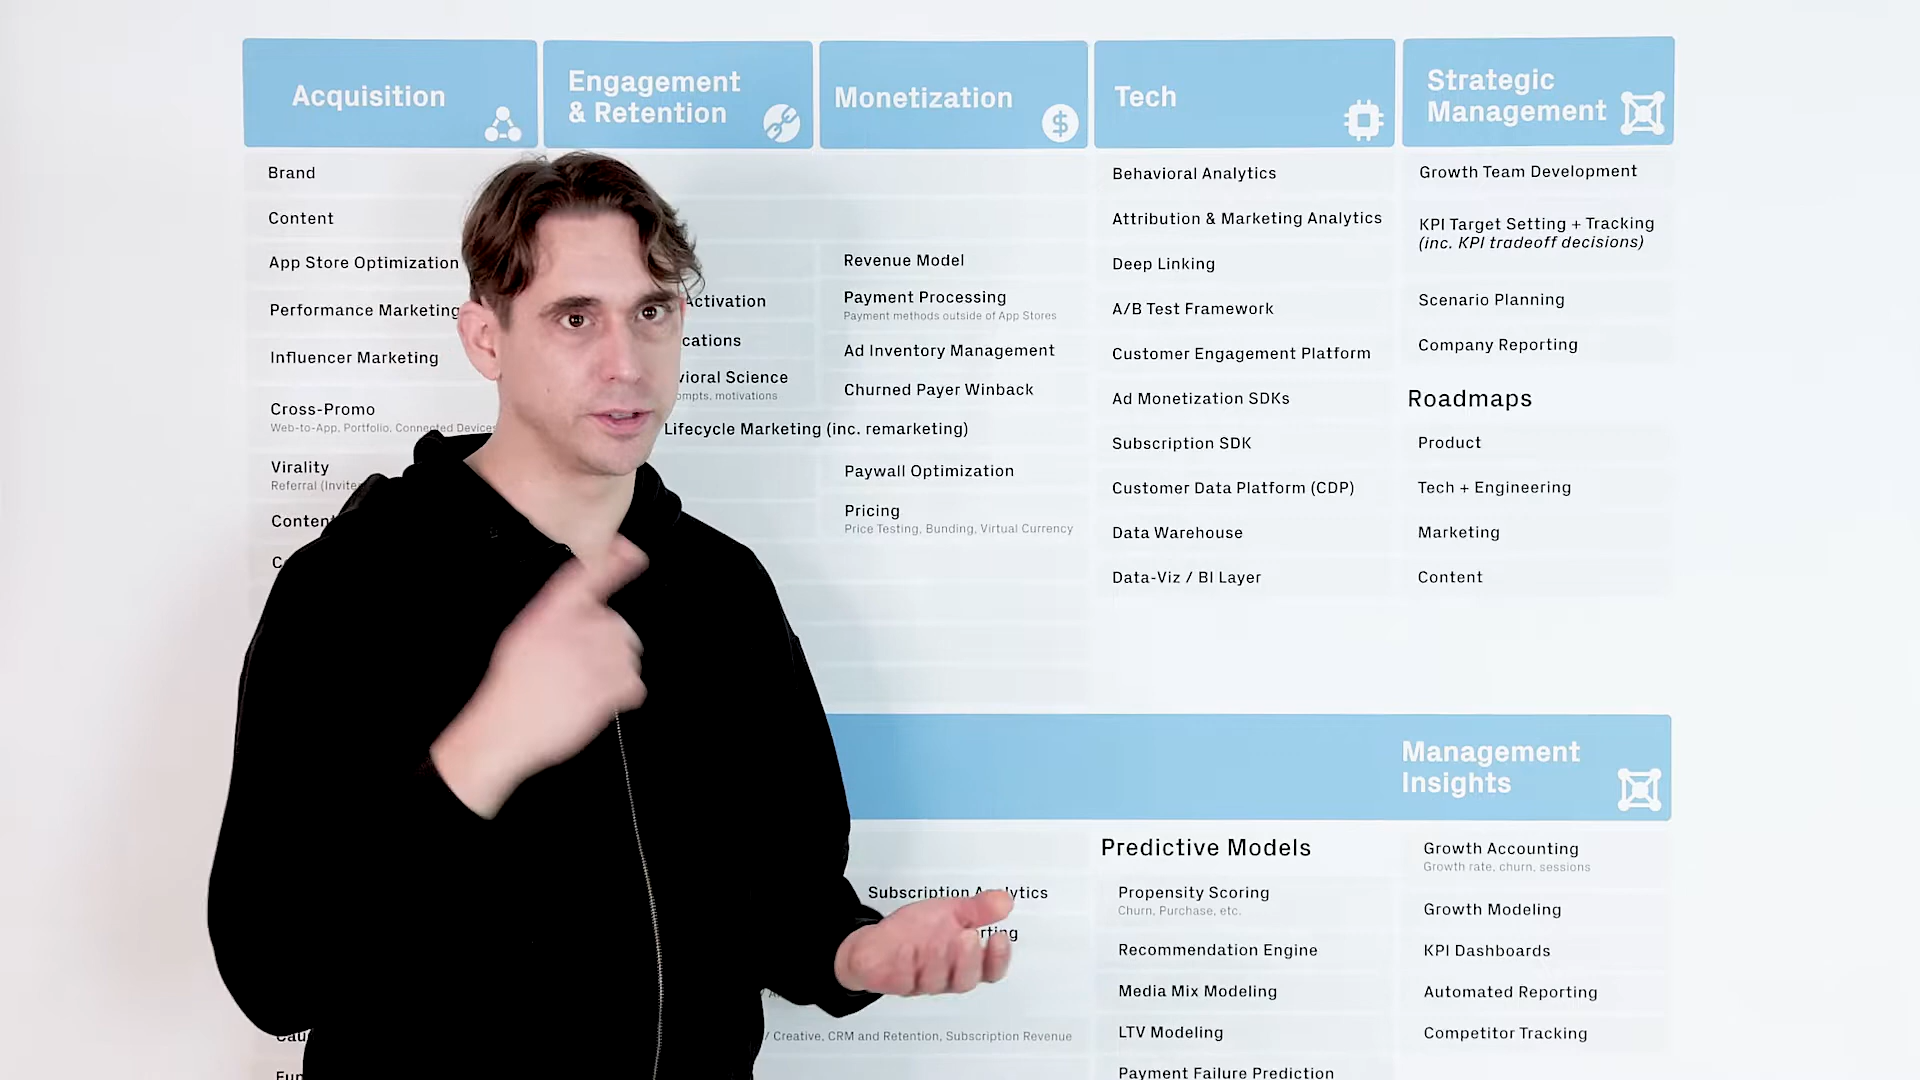 Acquisition
Engagement
& Retention
Monetization
Tech
Strategic
Management
Brand
Content
App Store Optimization
Performance Marketing
Influencer Marketing
Cross-Promo
Web-to-App, Portfolio, Connected Devices
Virality
Referral
Activation
Lifecycle Marketing (inc. remarketing)
Revenue Model
Payment Processing
Payment methods outside of App Stores
Ad Inventory Management
Churned Payer Winback
Paywall Optimization
Pricing
Price Testing, Bunding, Virtual Currency
Behavioral Analytics
Attribution & Marketing Analytics
Deep Linking
A/B Test Framework
Customer Engagement Platform
Ad Monetization SDKs
Subscription SDK
Customer Data Platform (CDP)
Data Warehouse
Data-Viz / BI Layer
Growth Team Development
KPI Target Setting + Tracking
(inc. KPI tradeoff decisions)
Scenario Planning
Company Reporting
Roadmaps
Product
Tech + Engineering
Marketing
Content
Management
Insights
Subscription Analytics
/ Creative, CRM and Retention, Subscription Revenue
Predictive Models
Propensity Scoring
Churn, Purchase, etc.
Recommendation Engine
Media Mix Modeling
LTV Modeling
Payment Failure Prediction
Growth Accounting
Growth rate, churn, sessions
Growth Modeling
KPI Dashboards
Automated Reporting
Competitor Tracking